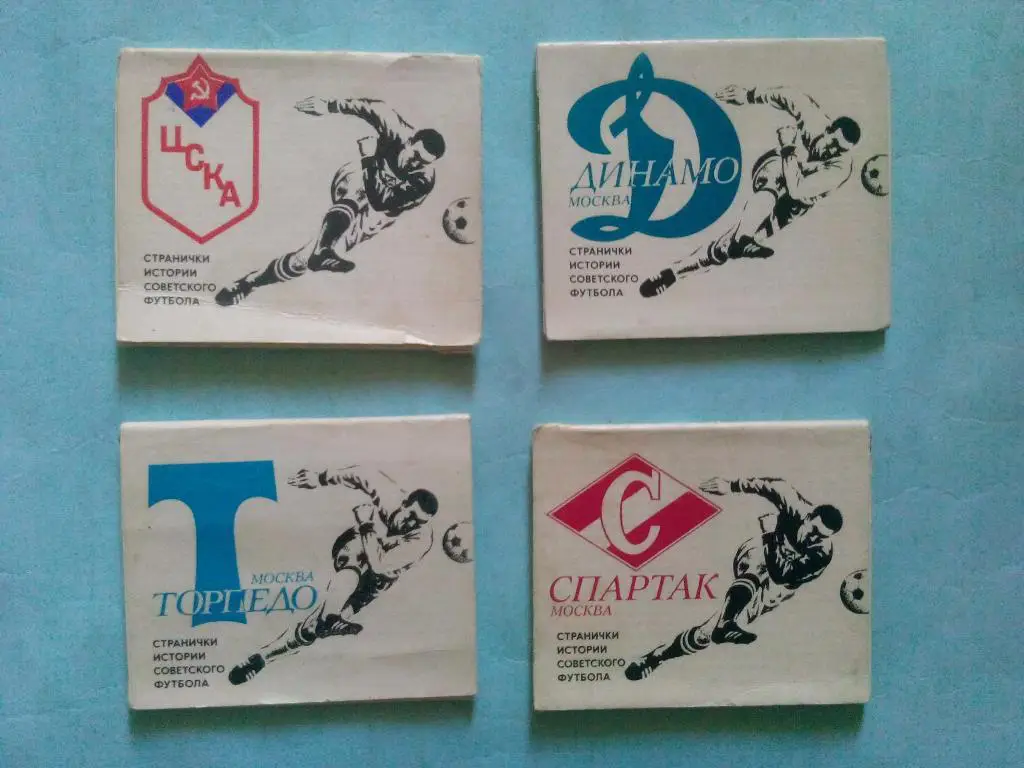 ЦСКА
СТРАНИЧКИ
ИСТОРИИ
СОВЕТСКОГО
ФУТБОЛА
Д
ДИНАМО
МОСКВА
СТРАНИЧКИ
ИСТОРИИ
СОВЕТСКОГО
ФУТБОЛА
Т
МОСКВА
ТОРПЕДО
СТРАНИЧКИ
ИСТОРИИ
СОВЕТСКОГО
ФУТБОЛА
С
СПАРТАК
МОСКВА
СТРАНИЧКИ
ИСТОРИИ
СОВЕТСКОГО
ФУТБОЛА